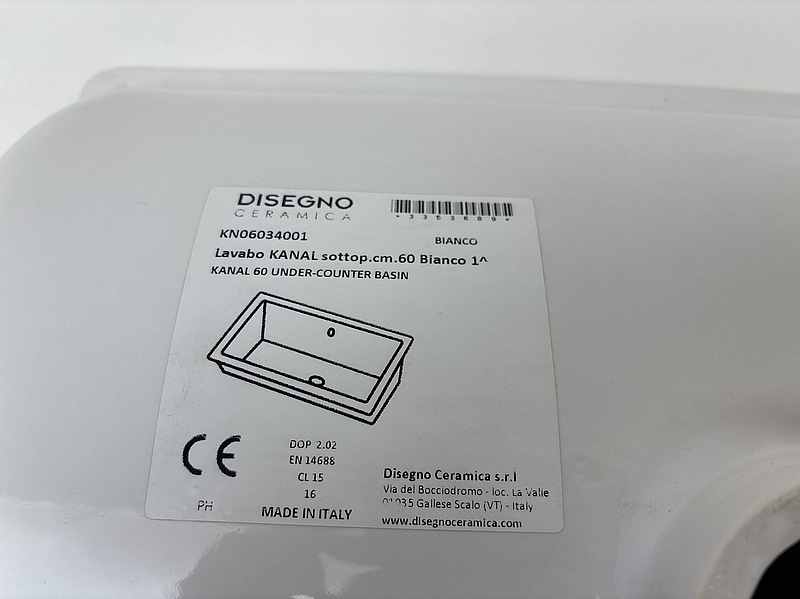 DISEGNO
CERAMICA
*3353689*
KN06034001
BIANCO
Lavabo KANAL sottop.cm.60 Bianco 1^
KANAL 60 UNDER-COUNTER BASIN
CE
DOP 2.02
EN 14688
CL 15
16
PH
MADE IN ITALY
Disegno Ceramica s.r.l
Via del Bocciodromo - loc. La Valle
01035 Gallese Scalo (VT) - Italy
www.disegnoceramica.com